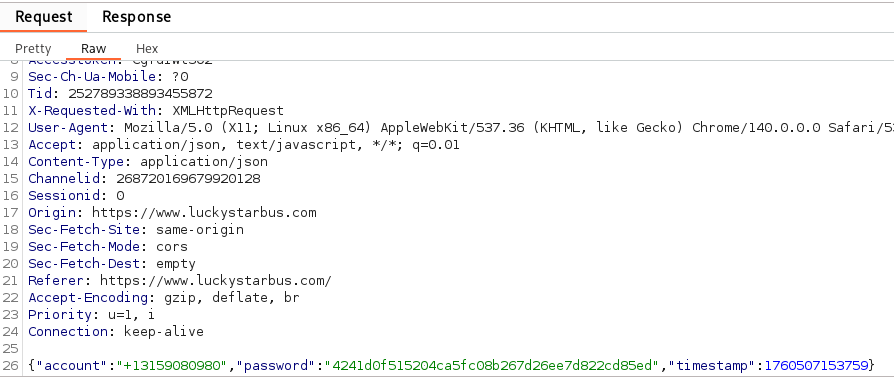 Request Response
Pretty Raw Hex
9 Sec-Ch-Ua-Mobile: ?0
10 Tid: 252789338893455872
11 X-Requested-With: XMLHttpRequest
12 User-Agent: Mozilla/5.0 (X11; Linux x86_64) AppleWebKit/537.36 (KHTML, like Gecko) Chrome/140.0.0.0
13 Accept: application/json, text/javascript, */*; q=0.01
14 Content-Type: application/json
15 Channelid: 268720169679920128
16 Sessionid: 0
17 Origin: https://www.luckystarbus.com
18 Sec-Fetch-Site: same-origin
19 Sec-Fetch-Mode: cors
20 Sec-Fetch-Dest: empty
21 Referer: https://www.luckystarbus.com/
22 Accept-Encoding: gzip, deflate, br
23 Priority: u=1, i
24 Connection: keep-alive
25
26 {"account":"+13159080980","password":"4241d0f515204ca5fc08b267d26ee7d822cd85ed","timestamp":1760507153759}